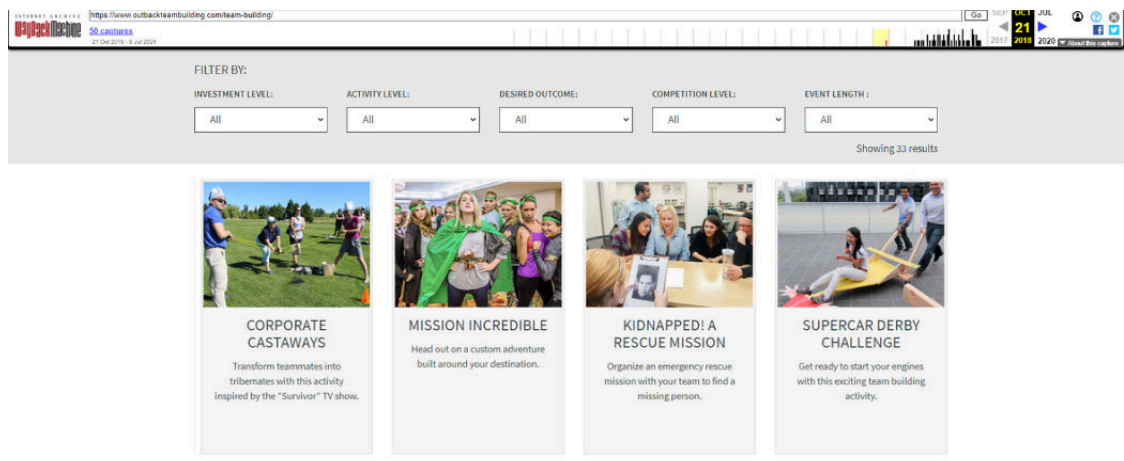 INTERNET ARCHIVE
WayBackMachine
https://www.outbackteambuilding.com/team-building/
Go
SEP OCT JUL
50 captures
21
21 Oct 2018 - 8 Jul 2024
2017 2018 2020
About this capture
FILTER BY:
INVESTMENT LEVEL: ACTIVITY LEVEL: DESIRED OUTCOME: COMPETITION LEVEL: EVENT LENGTH :
All All All All All
Showing 33 results
CORPORATE
CASTAWAYS
Transform teammates into
tribemates with this activity
inspired by the "Survivor" TV show.
MISSION INCREDIBLE
Head out on a custom adventure
built around your destination.
KIDNAPPED! A
RESCUE MISSION
Organize an emergency rescue
mission with your team to find a
missing person.
SUPERCAR DERBY
CHALLENGE
Get ready to start your engines
with this exciting team building
activity.